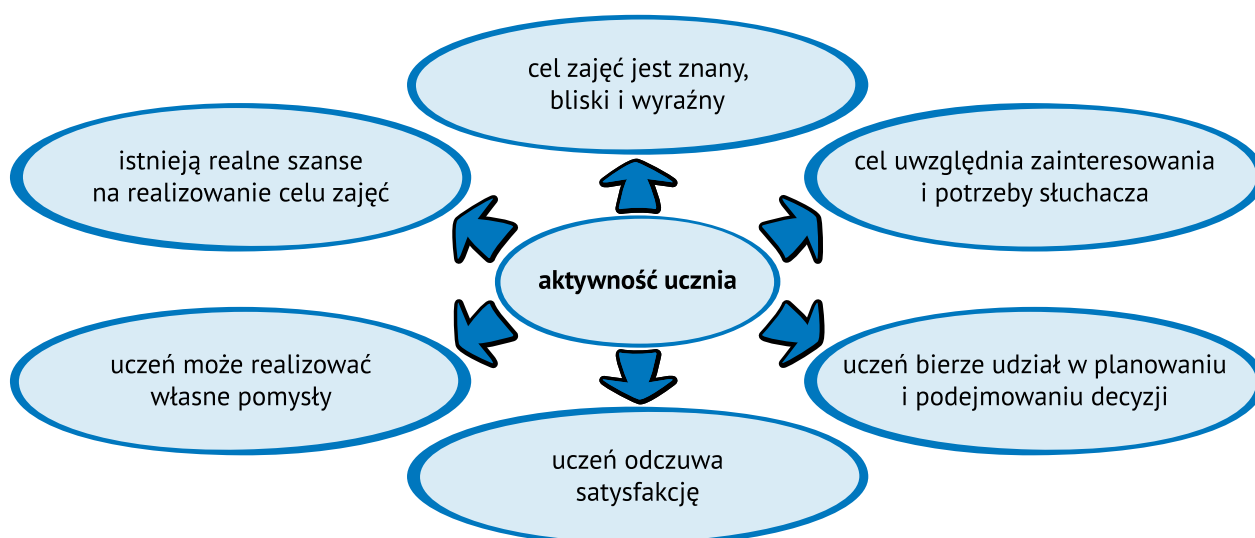 cel zajęć jest znany,
bliski i wyraźny
istnieją realne szanse
na realizowanie celu zajęć
cel uwzględnia zainteresowania
i potrzeby słuchacza
aktywność ucznia
uczeń może realizować
własne pomysły
uczeń bierze udział w planowaniu
i podejmowaniu decyzji
uczeń odczuwa
satysfakcję